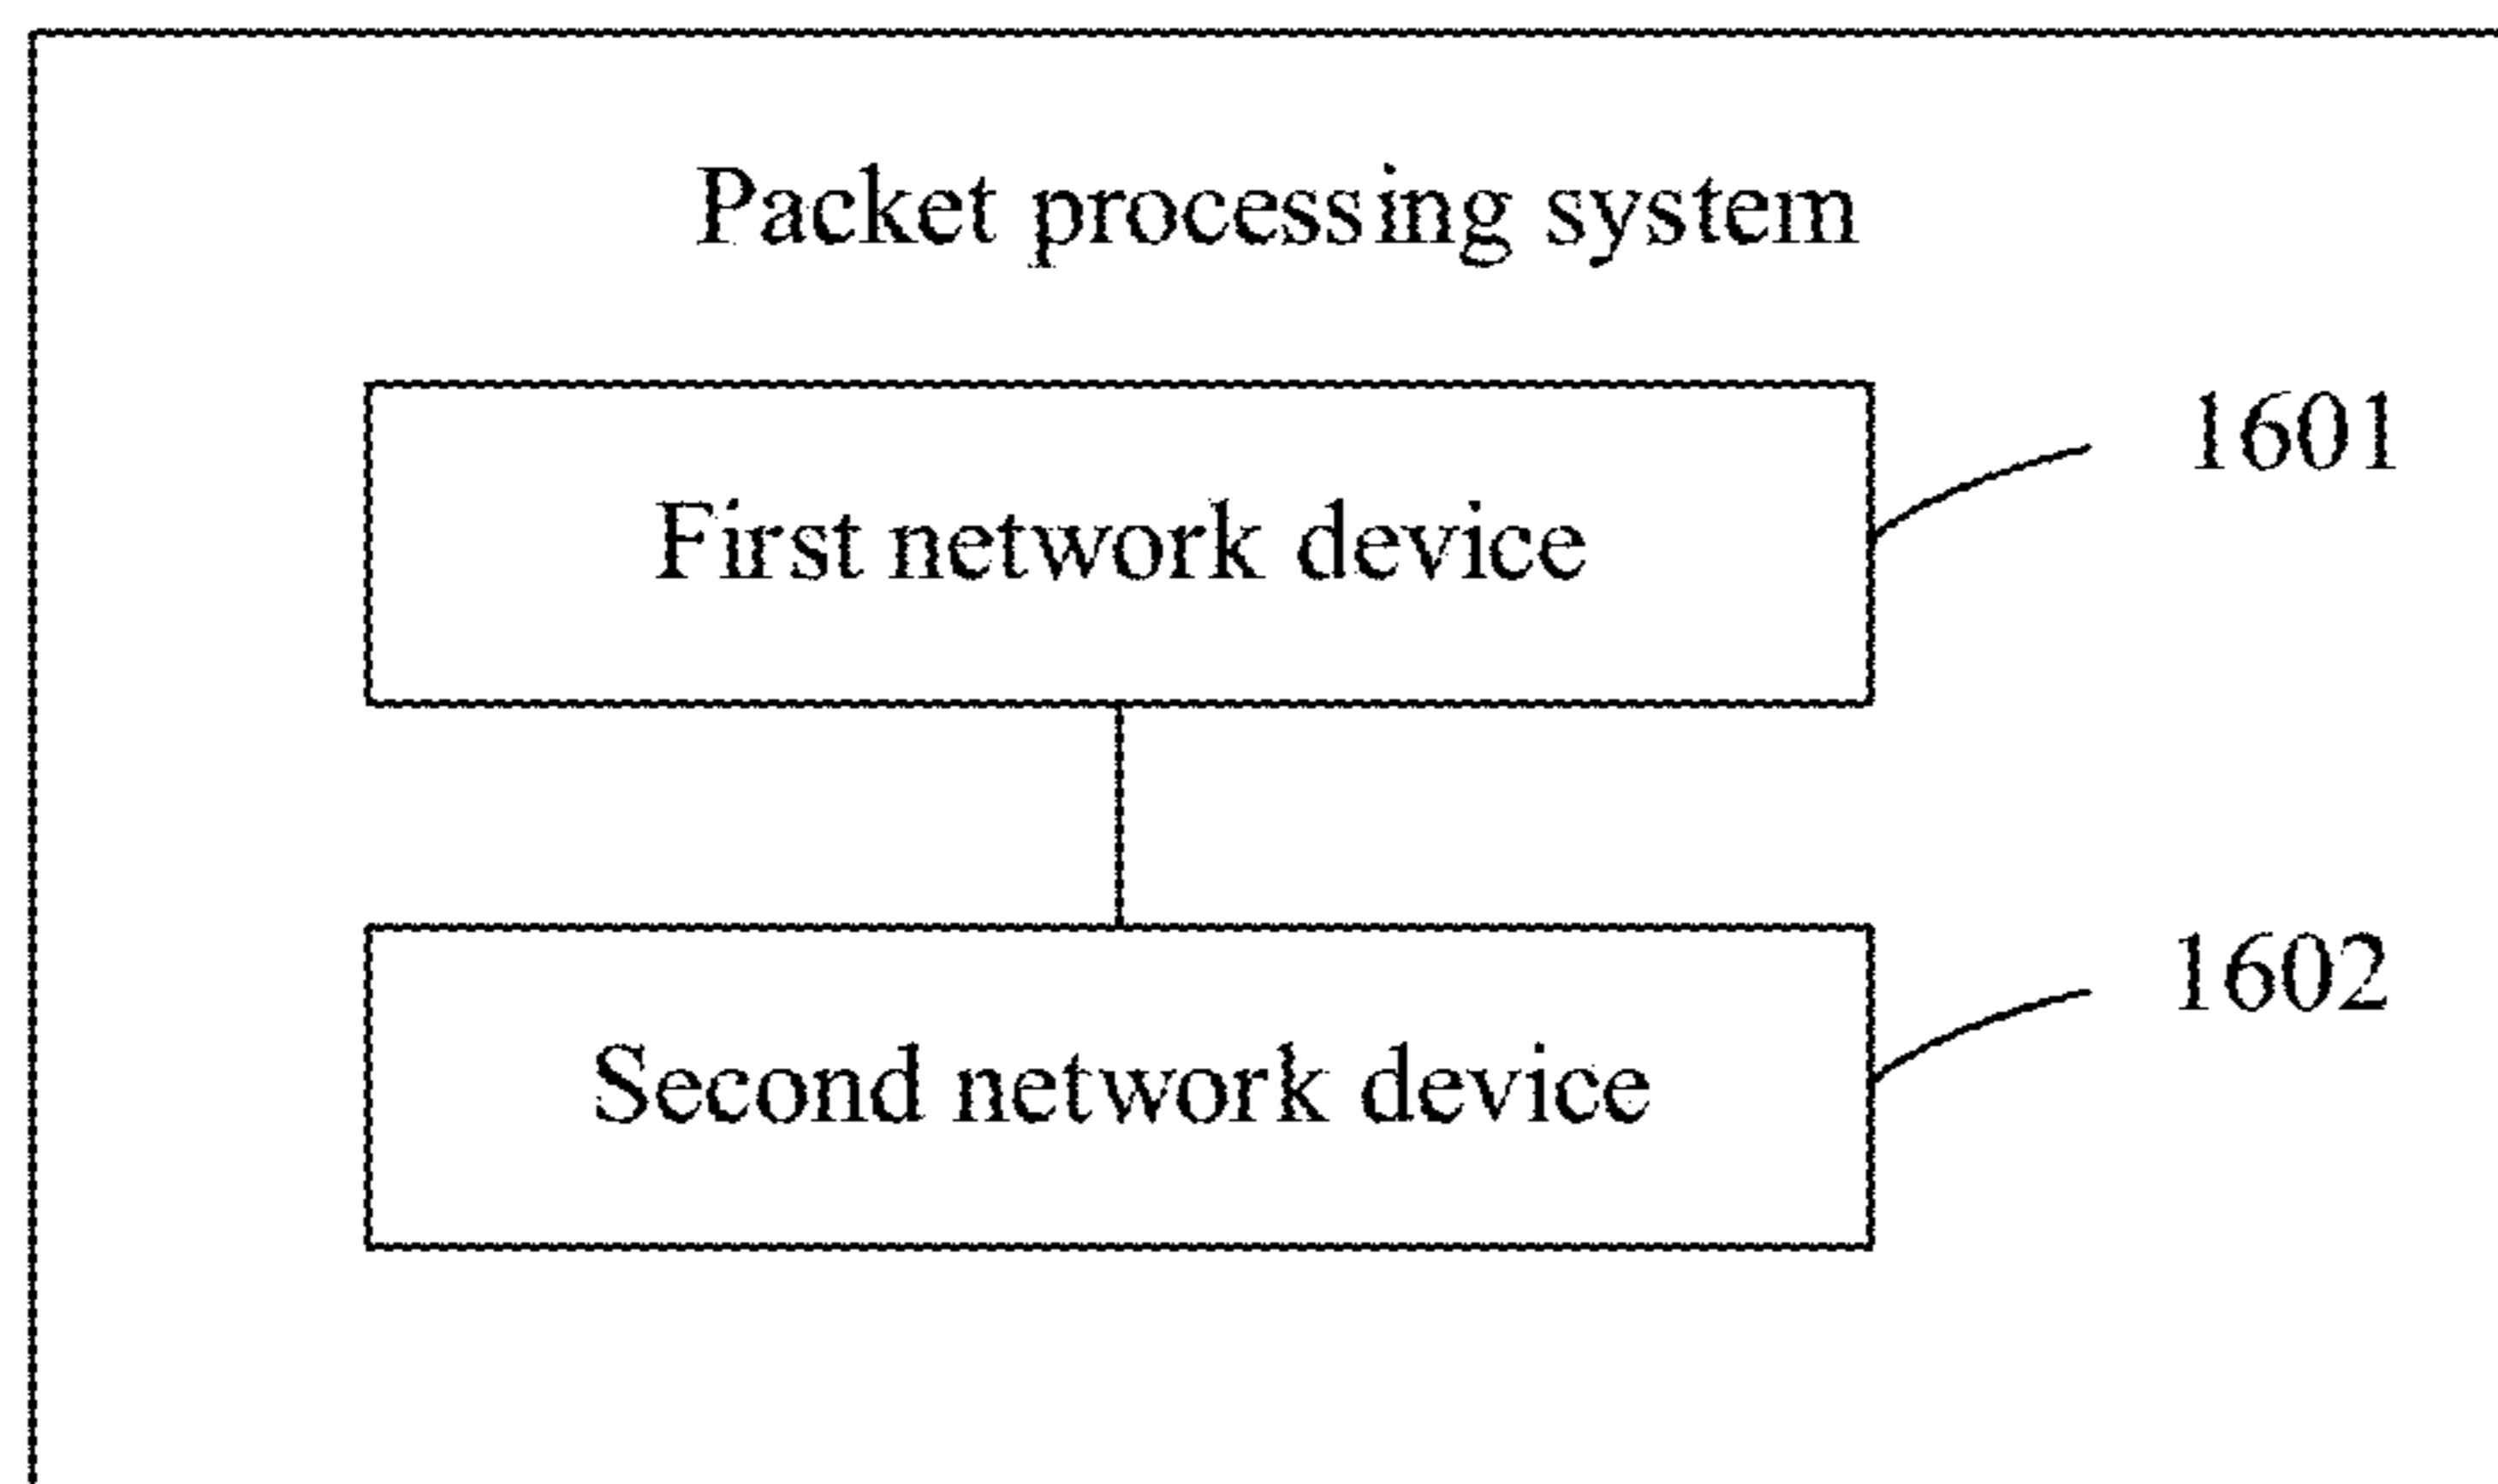 Packet processing system
1601
First network device
1602
Second network device